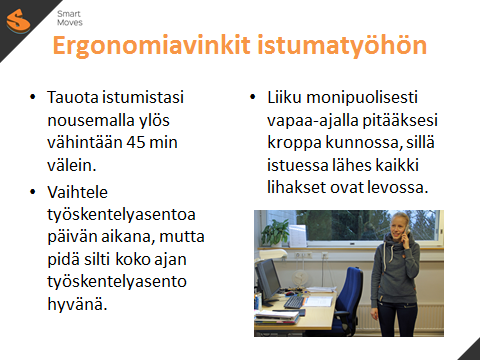 Smart
Moves
Ergonomiavinkit istumatyöhön
• Tauota istumistasi
nousemalla ylös
vähintään 45 min
välein.
• Vaihtele
työskentelyasentoa
päivän aikana, mutta
pidä silti koko ajan
työskentelyasento
hyvänä.
• Liiku monipuolisesti
vapaa-ajalla pitääksesi
kroppa kunnossa, sillä
istuessa lähes kaikki
lihakset ovat levossa.